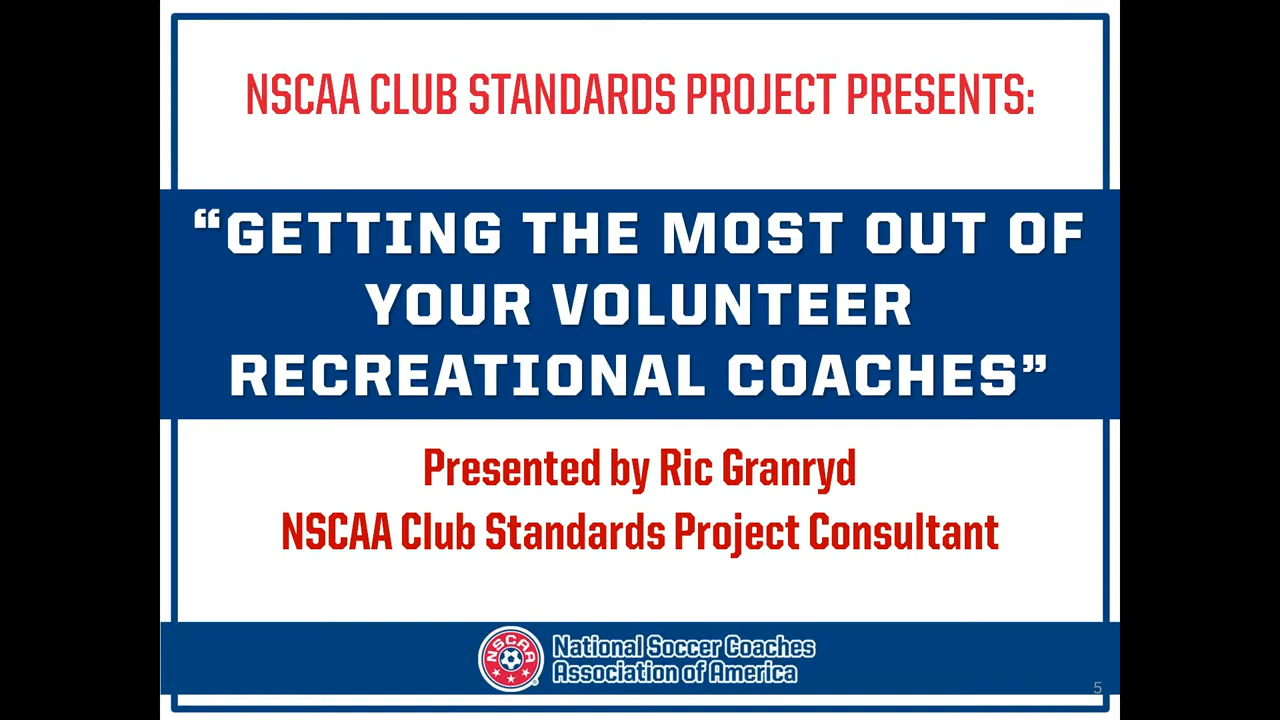 NSCAA CLUB STANDARDS PROJECT PRESENTS:
“GETTING THE MOST OUT OF
YOUR VOLUNTEER
RECREATIONAL COACHES”
Presented by Ric Granryd
NSCAA Club Standards Project Consultant
NSCAA
National Soccer Coaches
Association of America
5